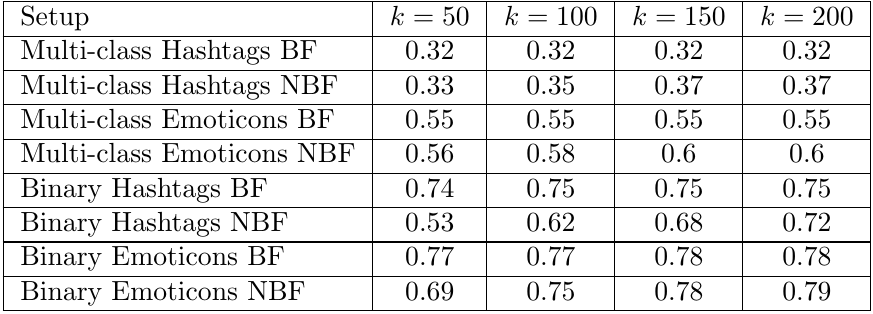 Setup k = 50 k = 100 k = 150 k = 200
Multi-class Hashtags BF 0.32 0.32 0.32 0.32
Multi-class Hashtags NBF 0.33 0.35 0.37 0.37
Multi-class Emoticons BF 0.55 0.55 0.55 0.55
Multi-class Emoticons NBF 0.56 0.58 0.6 0.6
Binary Hashtags BF 0.74 0.75 0.75 0.75
Binary Hashtags NBF 0.53 0.62 0.68 0.72
Binary Emoticons BF 0.77 0.77 0.78 0.78
Binary Emoticons NBF 0.69 0.75 0.78 0.79